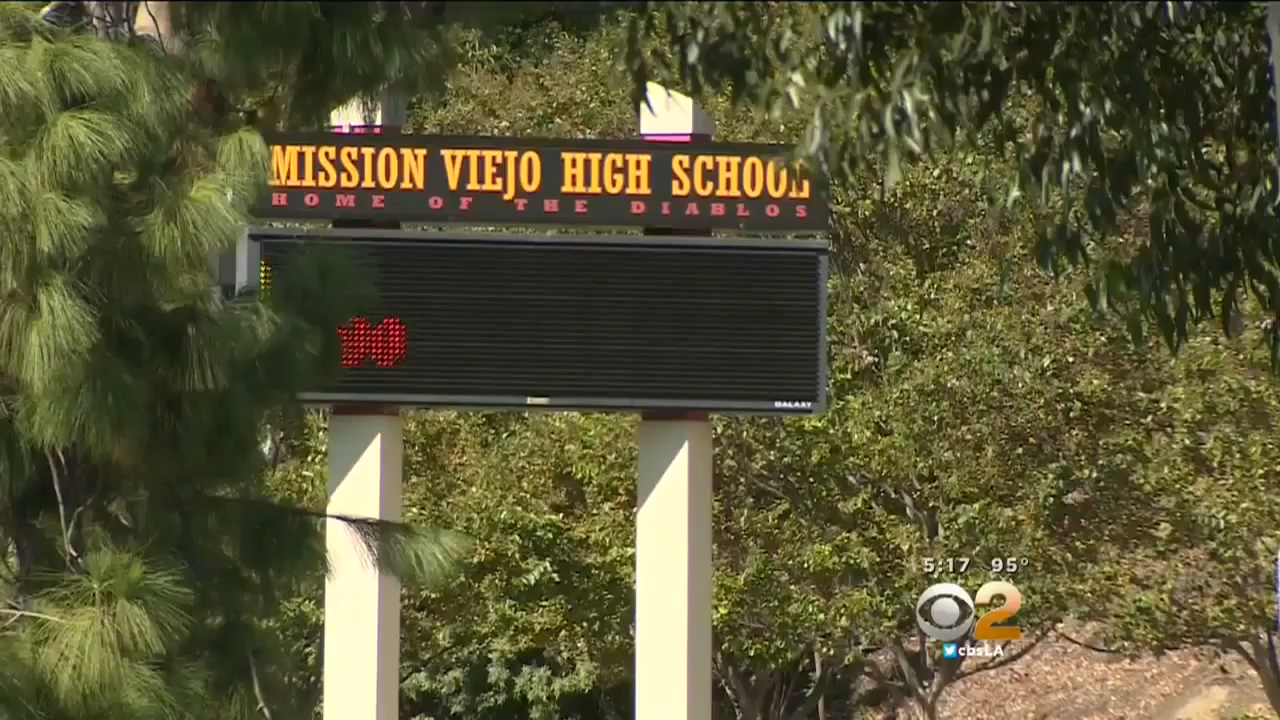 MISSION VIEJO HIGH SCHOOL
HOME OF THE DIABLOS
GALAXY
5:17 95°
2
cbsLA